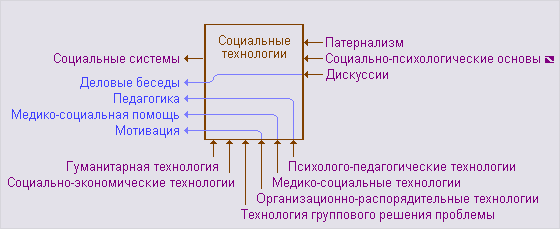 Социальные
технологии
Патернализм
Социальные системы
Социально-психологические основы
Дискуссии
Деловые беседы
Педагогика
Медико-социальная помощь
Мотивация
Гуманитарная технология
Психолого-педагогические технологии
Социально-экономические технологии
Медико-социальные технологии
Организационно-распорядительные технологии
Технология группового решения проблемы